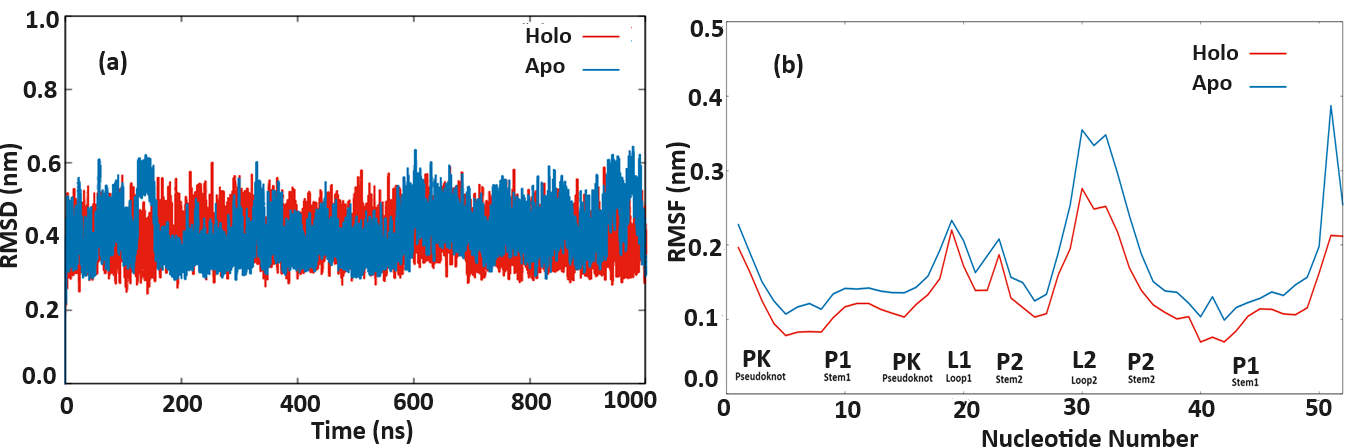 1.0
0.8
0.6
0.4
0.2
0.0
RMSD (nm)
(a)
Holo
Apo
0 200 400 600 800 1000
Time (ns)
0.5
0.4
0.3
0.2
0.1
0.0
RMSF (nm)
(b)
Holo
Apo
PK P1 PK L1 P2 L2 P2 P1
Pseudoknot Stem1 Pseudoknot Loop1 Stem2 Loop2 Stem2 Stem1
0 10 20 30 40 50
Nucleotide Number